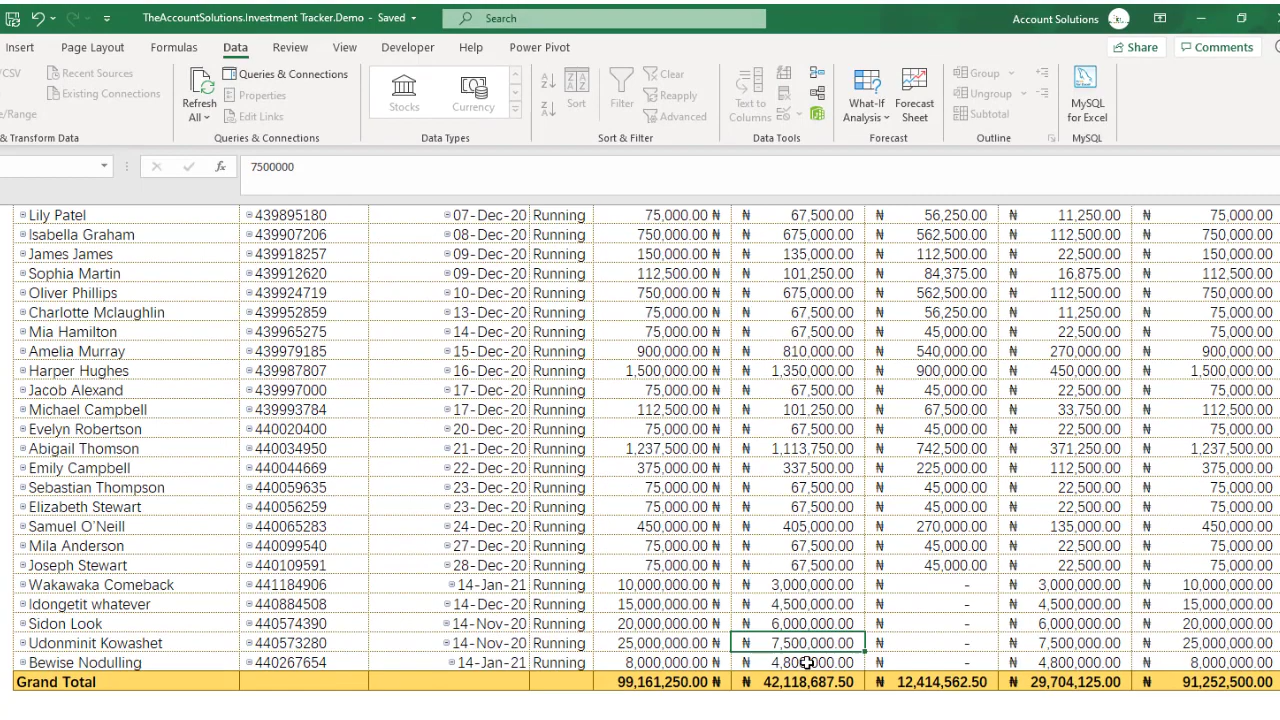 TheAccountSolutions.Investment Tracker.Demo - Saved Search Account Solutions
Insert Page Layout Formulas Data Review View Developer Help Power Pivot Share Comments
/CSV Recent Sources Queries & Connections Clear Group
Existing Connections Properties Reapply Ungroup
/Range Edit Links Advanced Subtotal
Refresh All Stocks Currency Sort Filter Text to Columns What-If Analysis Forecast Sheet MySQL for Excel
& Transform Data Queries & Connections Data Types Sort & Filter Data Tools Forecast Outline MySQL
fx 7500000
Lily Patel 439895180 07-Dec-20 Running 75,000.00 ₦ ₦ 67,500.00 ₦ 56,250.00 ₦ 11,250.00 ₦ 75,000.00
Isabella Graham 439907206 08-Dec-20 Running 750,000.00 ₦ ₦ 675,000.00 ₦ 562,500.00 ₦ 112,500.00 ₦ 750,000.00
James James 439918257 09-Dec-20 Running 150,000.00 ₦ ₦ 135,000.00 ₦ 112,500.00 ₦ 22,500.00 ₦ 150,000.00
Sophia Martin 439912620 09-Dec-20 Running 112,500.00 ₦ ₦ 101,250.00 ₦ 84,375.00 ₦ 16,875.00 ₦ 112,500.00
Oliver Phillips 439924719 10-Dec-20 Running 750,000.00 ₦ ₦ 675,000.00 ₦ 562,500.00 ₦ 112,500.00 ₦ 750,000.00
Charlotte Mclaughlin 439952859 13-Dec-20 Running 75,000.00 ₦ ₦ 67,500.00 ₦ 56,250.00 ₦ 11,250.00 ₦ 75,000.00
Mia Hamilton 439965275 14-Dec-20 Running 75,000.00 ₦ ₦ 67,500.00 ₦ 45,000.00 ₦ 22,500.00 ₦ 75,000.00
Amelia Murray 439979185 15-Dec-20 Running 900,000.00 ₦ ₦ 810,000.00 ₦ 540,000.00 ₦ 270,000.00 ₦ 900,000.00
Harper Hughes 439987807 16-Dec-20 Running 1,500,000.00 ₦ ₦ 1,350,000.00 ₦ 900,000.00 ₦ 450,000.00 ₦ 1,500,000.00
Jacob Alexand 439997000 17-Dec-20 Running 75,000.00 ₦ ₦ 67,500.00 ₦ 45,000.00 ₦ 22,500.00 ₦ 75,000.00
Michael Campbell 439993784 17-Dec-20 Running 112,500.00 ₦ ₦ 101,250.00 ₦ 67,500.00 ₦ 33,750.00 ₦ 112,500.00
Evelyn Robertson 440020400 20-Dec-20 Running 75,000.00 ₦ ₦ 67,500.00 ₦ 45,000.00 ₦ 22,500.00 ₦ 75,000.00
Abigail Thomson 440034950 21-Dec-20 Running 1,237,500.00 ₦ ₦ 1,113,750.00 ₦ 742,500.00 ₦ 371,250.00 ₦ 1,237,500.00
Emily Campbell 440044669 22-Dec-20 Running 375,000.00 ₦ ₦ 337,500.00 ₦ 225,000.00 ₦ 112,500.00 ₦ 375,000.00
Sebastian Thompson 440059635 23-Dec-20 Running 75,000.00 ₦ ₦ 67,500.00 ₦ 45,000.00 ₦ 22,500.00 ₦ 75,000.00
Elizabeth Stewart 440056259 23-Dec-20 Running 75,000.00 ₦ ₦ 67,500.00 ₦ 45,000.00 ₦ 22,500.00 ₦ 75,000.00
Samuel O'Neill 440065283 24-Dec-20 Running 450,000.00 ₦ ₦ 405,000.00 ₦ 270,000.00 ₦ 135,000.00 ₦ 450,000.00
Mila Anderson 440099540 27-Dec-20 Running 75,000.00 ₦ ₦ 67,500.00 ₦ 45,000.00 ₦ 22,500.00 ₦ 75,000.00
Joseph Stewart 440109591 28-Dec-20 Running 75,000.00 ₦ ₦ 67,500.00 ₦ 45,000.00 ₦ 22,500.00 ₦ 75,000.00
Wakawaka Comeback 441184906 14-Jan-21 Running 10,000,000.00 ₦ ₦ 3,000,000.00 ₦ - ₦ 3,000,000.00 ₦ 10,000,000.00
Idongetit whatever 440884508 14-Dec-20 Running 15,000,000.00 ₦ ₦ 4,500,000.00 ₦ - ₦ 4,500,000.00 ₦ 15,000,000.00
Sidon Look 440574390 14-Nov-20 Running 20,000,000.00 ₦ ₦ 6,000,000.00 ₦ - ₦ 6,000,000.00 ₦ 20,000,000.00
Udonminit Kowashet 440573280 14-Nov-20 Running 25,000,000.00 ₦ ₦ 7,500,000.00 ₦ - ₦ 7,500,000.00 ₦ 25,000,000.00
Bewise Nodulling 440267654 14-Jan-21 Running 8,000,000.00 ₦ ₦ 4,800,000.00 ₦ - ₦ 4,800,000.00 ₦ 8,000,000.00
Grand Total 99,161,250.00 ₦ ₦ 42,118,687.50 ₦ 12,414,562.50 ₦ 29,704,125.00 ₦ 91,252,500.00